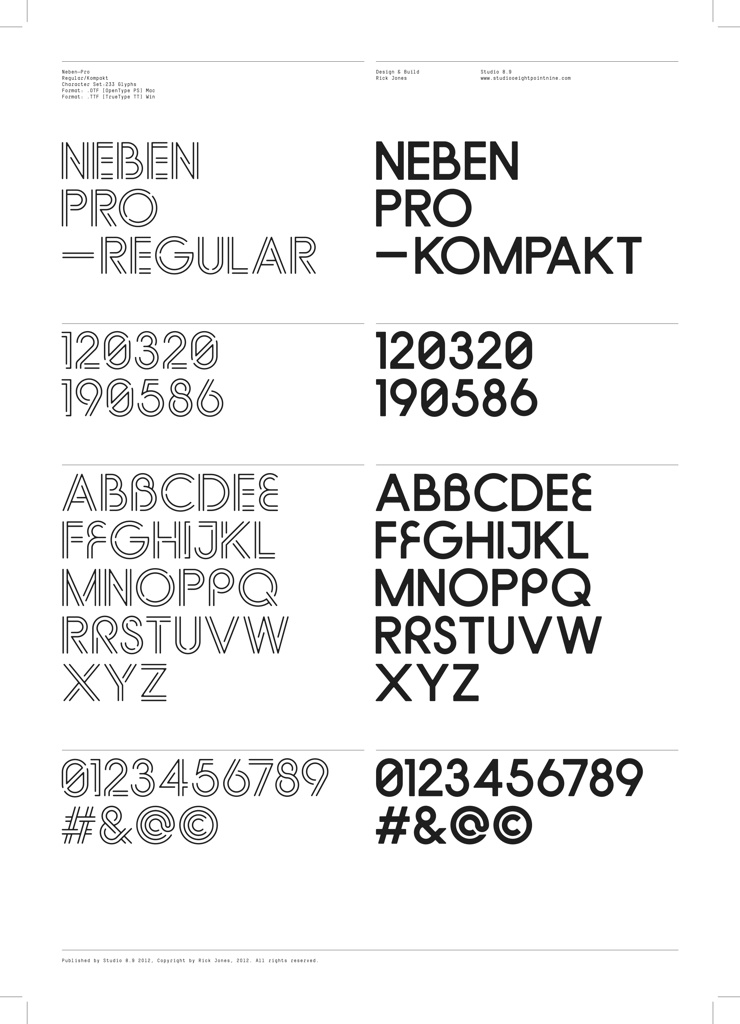 Neben-Pro
Regular/Kompakt
Character Set-233 Glyphs
Format: .OTF [OpenType PS] Mac
Format: .TTF [TrueType TT] Win
Design & Build
Rick Jones
Studio 8.9
www.studioeightpointnine.com
NEBEN
PRO
—REGULAR
NEBEN
PRO
—KOMPAKT
120320
190586
120320
190586
ABBCDEE
FFGHIJKL
MNOPPQ
RRSTUVW
XYZ
ABBCDEE
FFGHIJKL
MNOPPQ
RRSTUVW
XYZ
0123456789
#&@©
0123456789
#&@©
Published by Studio 8.9 2012, Copyright by Rick Jones, 2012. All rights reserved.